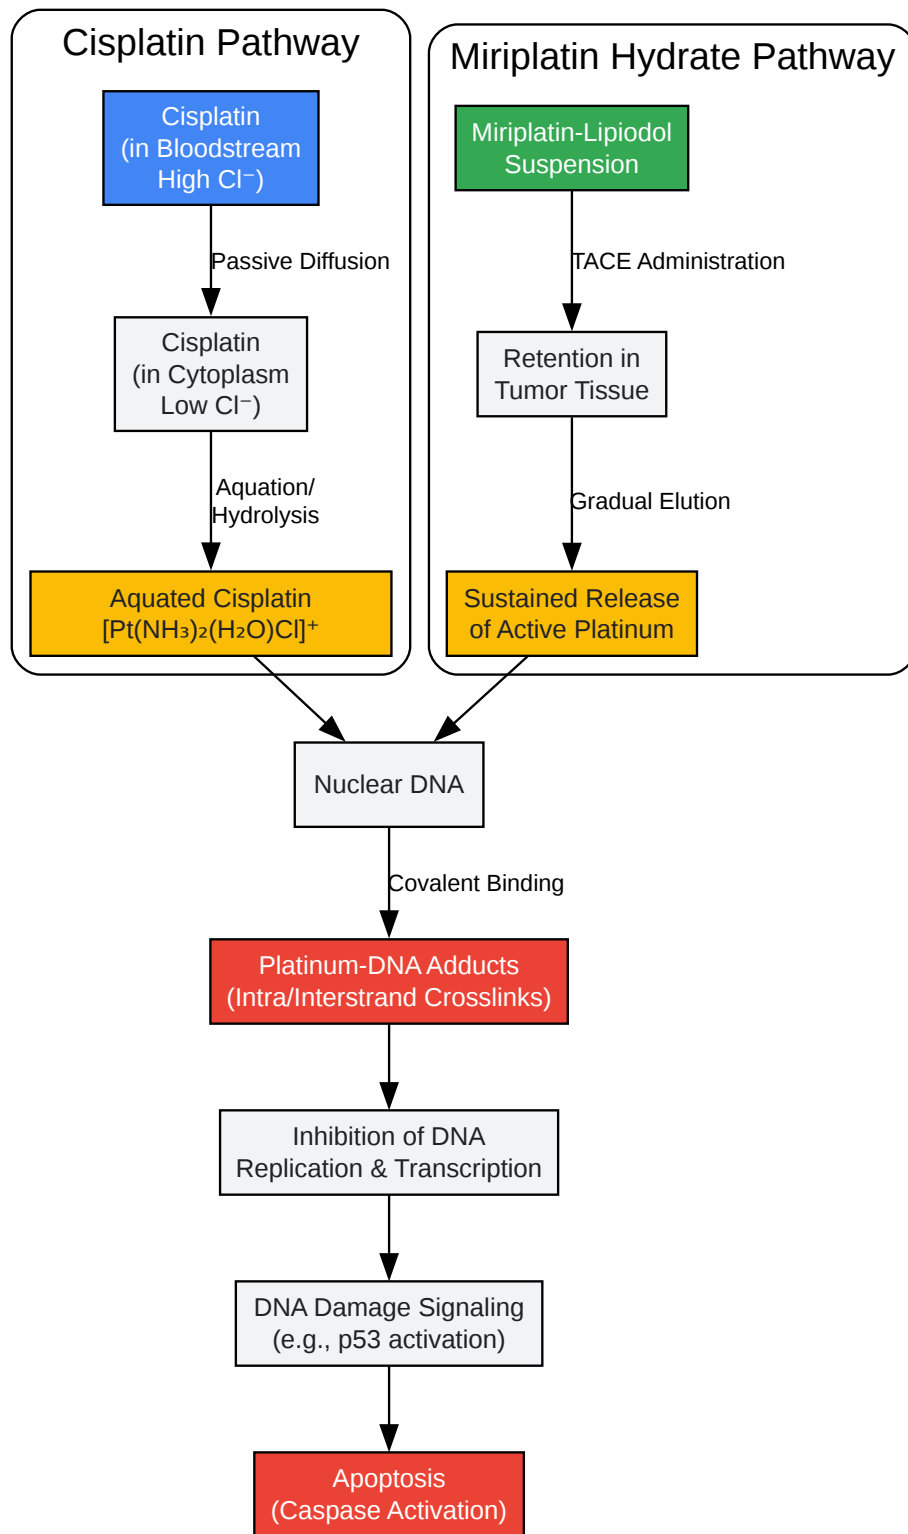 Cisplatin Pathway
Cisplatin
(in Bloodstream
High Cl⁻)
Passive Diffusion
Cisplatin
(in Cytoplasm
Low Cl⁻)
Aquation/
Hydrolysis
Aquated Cisplatin
[Pt(NH₃)₂(H₂O)Cl]⁺
Miriplatin Hydrate Pathway
Miriplatin-Lipiodol
Suspension
TACE Administration
Retention in
Tumor Tissue
Gradual Elution
Sustained Release
of Active Platinum
Nuclear DNA
Covalent Binding
Platinum-DNA Adducts
(Intra/Interstrand Crosslinks)
Inhibition of DNA
Replication & Transcription
DNA Damage Signaling
(e.g., p53 activation)
Apoptosis
(Caspase Activation)